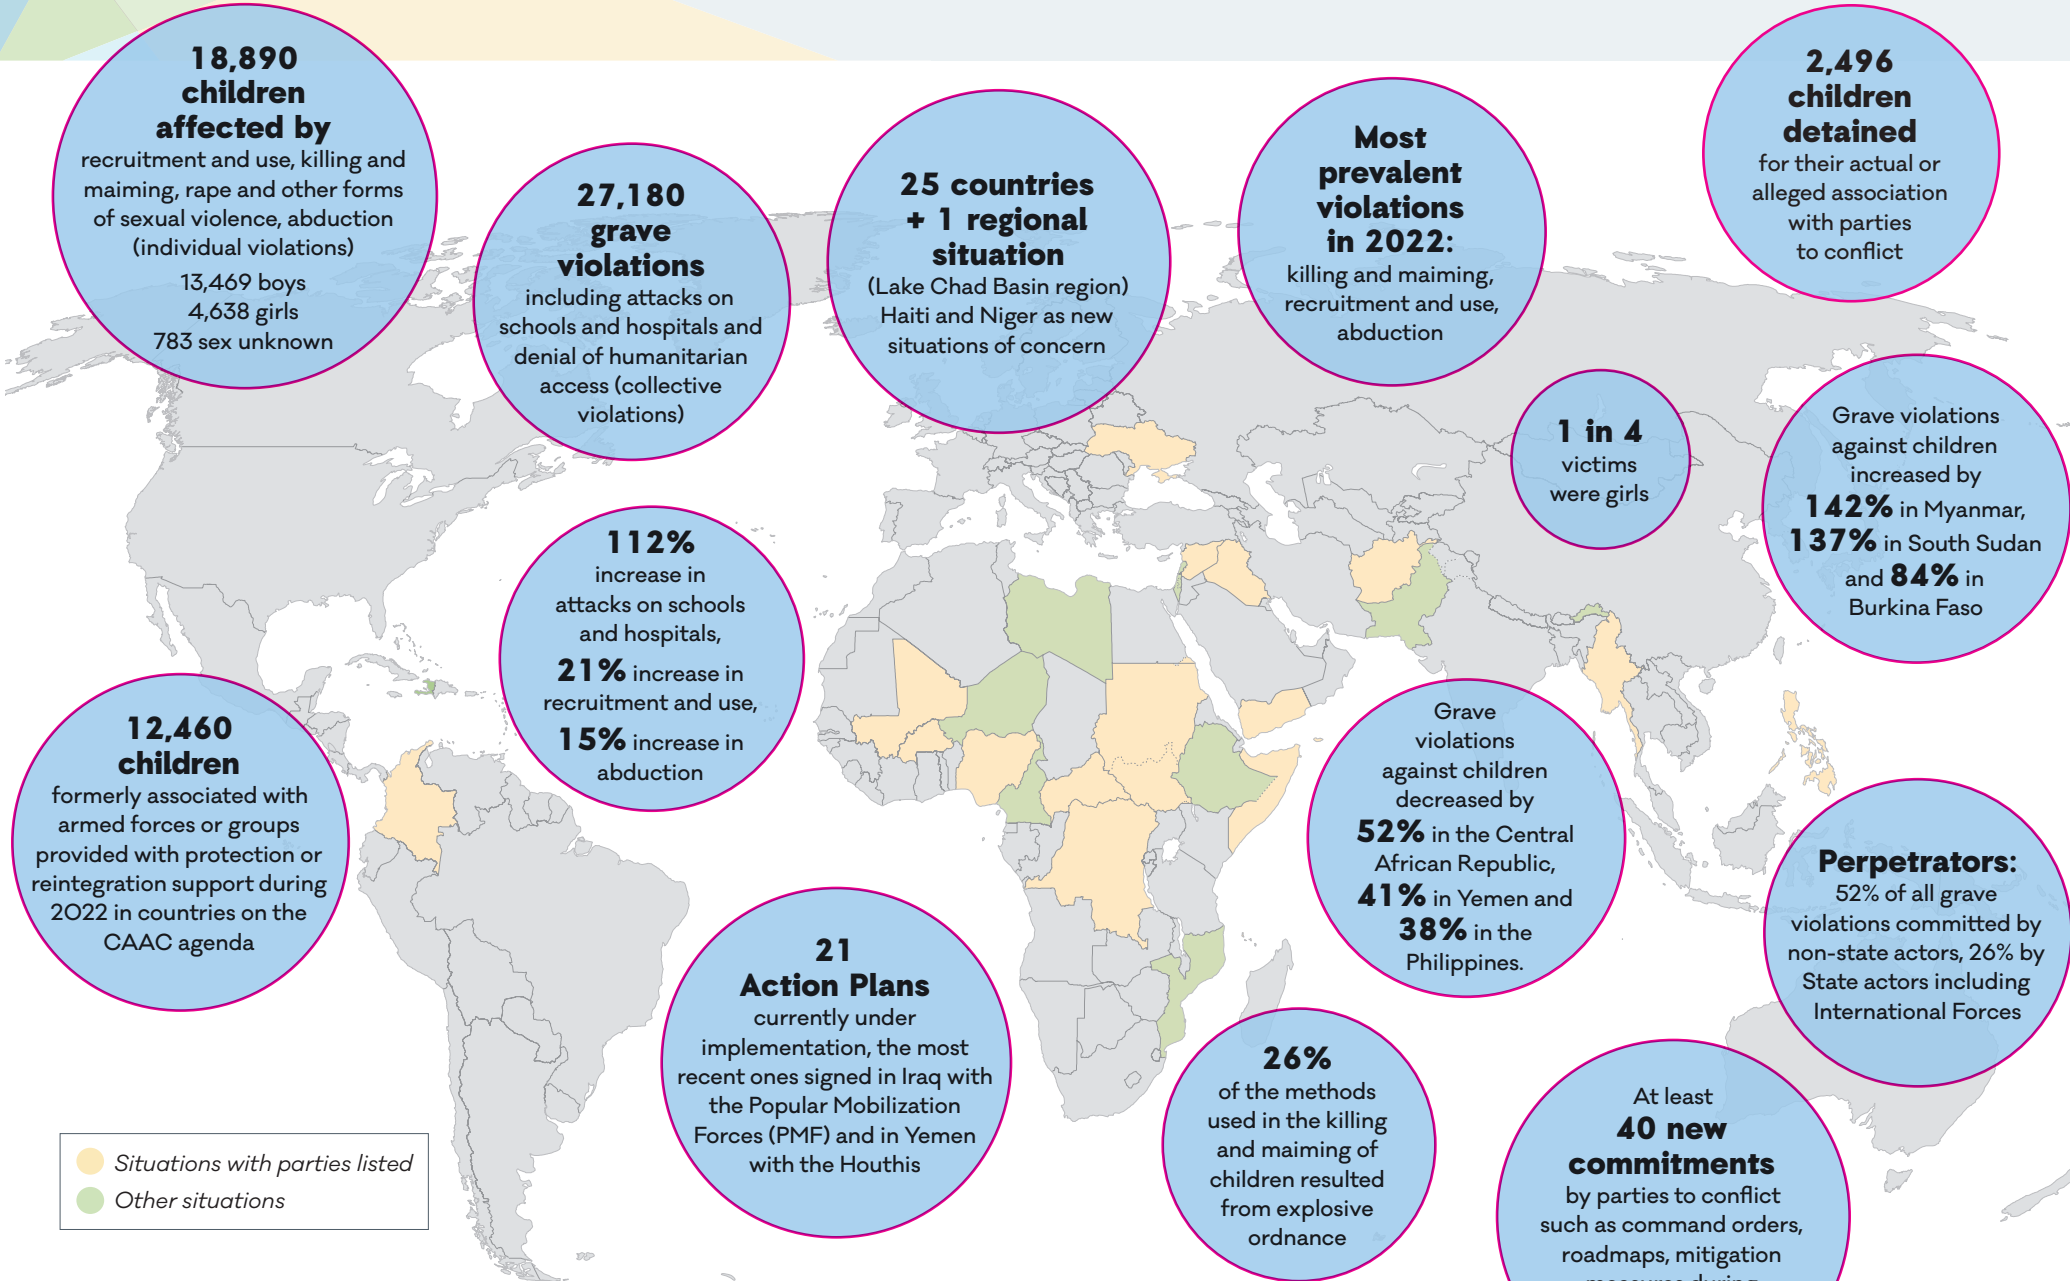 18,890
children
affected by
recruitment and use, killing and
maiming, rape and other forms
of sexual violence, abduction
(individual violations)
13,469 boys
4,638 girls
783 sex unknown
27,180
grave
violations
including attacks on
schools and hospitals and
denial of humanitarian
access (collective
violations)
25 countries
+ 1 regional
situation
(Lake Chad Basin region)
Haiti and Niger as new
situations of concern
Most
prevalent
violations
in 2022:
killing and maiming,
recruitment and use,
abduction
2,496
children
detained
for their actual or
alleged association
with parties
to conflict
1 in 4
victims
were girls
Grave violations
against children
increased by
142% in Myanmar,
137% in South Sudan
and 84% in
Burkina Faso
112%
increase in
attacks on schools
and hospitals,
21% increase in
recruitment and use,
15% increase in
abduction
12,460
children
formerly associated with
armed forces or groups
provided with protection or
reintegration support during
2022 in countries on the
CAAC agenda
Grave
violations
against children
decreased by
52% in the Central
African Republic,
41% in Yemen and
38% in the
Philippines.
Perpetrators:
52% of all grave
violations committed by
non-state actors, 26% by
State actors including
International Forces
21
Action Plans
currently under
implementation, the most
recent ones signed in Iraq with
the Popular Mobilization
Forces (PMF) and in Yemen
with the Houthis
26%
of the methods
used in the killing
and maiming of
children resulted
from explosive
ordnance
At least
40 new
commitments
by parties to conflict
such as command orders,
roadmaps, mitigation
measures during
Situations with parties listed
Other situations